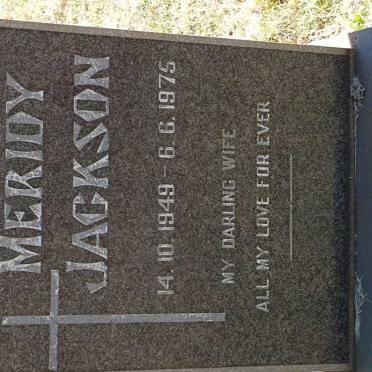 MERIDY
JACKSON
14. 10. 1949 – 6. 6. 1975
MY DARLING WIFE
ALL MY LOVE FOR EVER